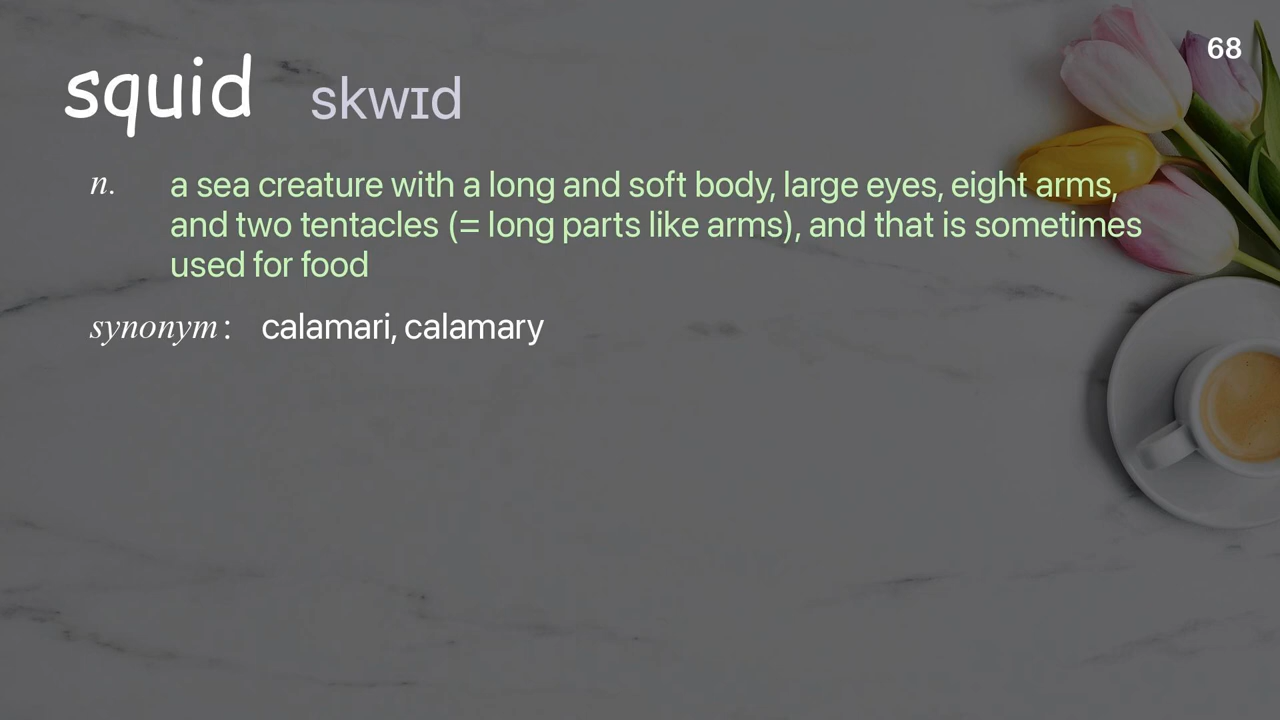 68
squid skwɪd
n. a sea creature with a long and soft body, large eyes, eight arms,
and two tentacles (= long parts like arms), and that is sometimes
used for food
synonym: calamari, calamary